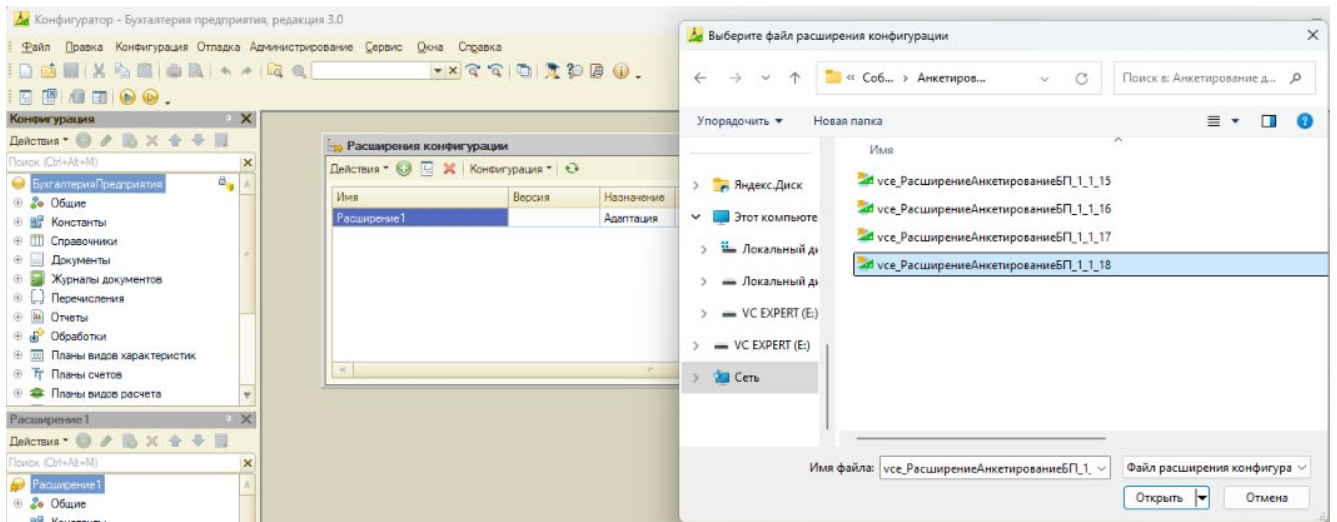 Конфигуратор - Бухгалтерия предприятия, редакция 3.0
Файл Правка Конфигурация Отладка Администрирование Сервис Окна Справка
Конфигурация
Действия
Поиск (Ctrl+Alt+M)
БухгалтерияПредприятия
Общие
Константы
Справочники
Документы
Журналы документов
Перечисления
Отчеты
Обработки
Планы видов характеристик
Планы счетов
Планы видов расчета
Расширение1
Действия
Поиск (Ctrl+Alt+M)
Расширение1
Общие
Константы
Расширения конфигурации
Действия Конфигурация
Имя Версия Назначение
Расширение1 Адаптация
Выберите файл расширения конфигурации
« Соб... › Анкетиров... Поиск в: Анкетирование д...
Упорядочить Новая папка
Имя
Яндекс.Диск
Этот компьюте
Локальный ди
Локальный ди
VC EXPERT (E:)
VC EXPERT (E:)
Сеть
vce_РасширениеАнкетированиеБП_1_1_15
vce_РасширениеАнкетированиеБП_1_1_16
vce_РасширениеАнкетированиеБП_1_1_17
vce_РасширениеАнкетированиеБП_1_1_18
Имя файла: vce_РасширениеАнкетированиеБП_1_ Файл расширения конфигура
Открыть Отмена